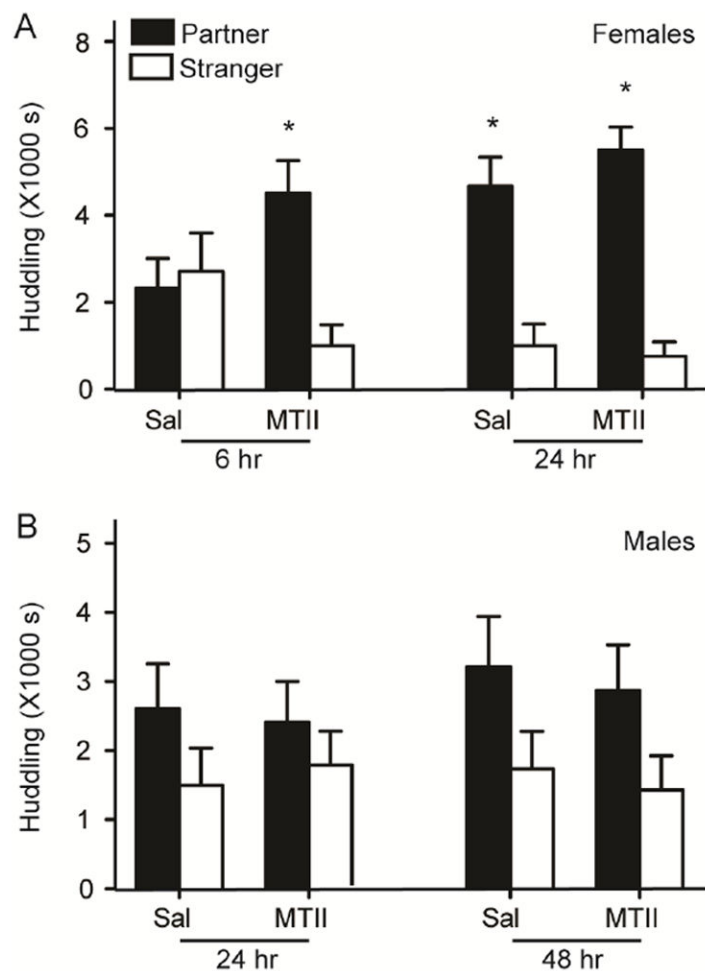 A
Partner
Stranger
Females
Huddling (X1000 s)
8
6
4
2
0
*
*
*
Sal
MTII
Sal
MTII
6 hr
24 hr
B
Males
Huddling (X1000 s)
5
4
3
2
1
0
Sal
MTII
Sal
MTII
24 hr
48 hr